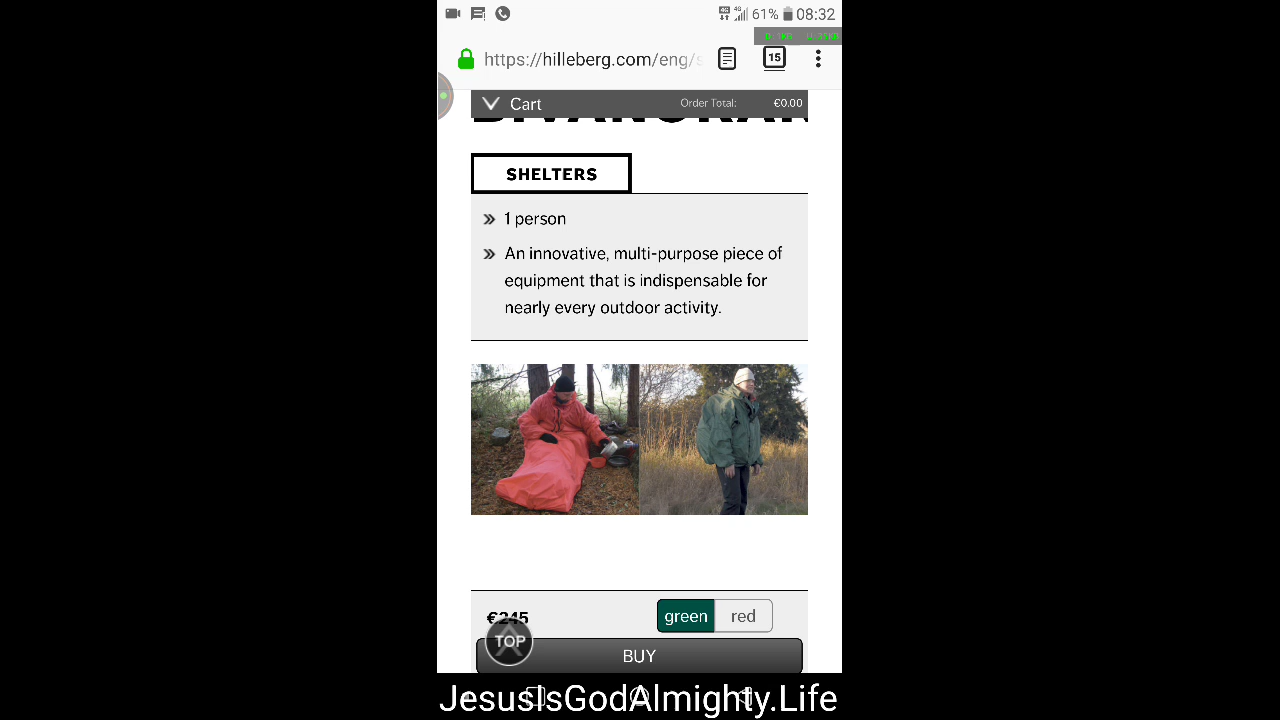 61% 08:32
https://hilleberg.com/eng/
15
Cart Order Total: €0.00
SHELTERS
» 1 person
» An innovative, multi-purpose piece of
equipment that is indispensable for
nearly every outdoor activity.
€245 green red
TOP
BUY
JesusIsGodAlmighty.Life